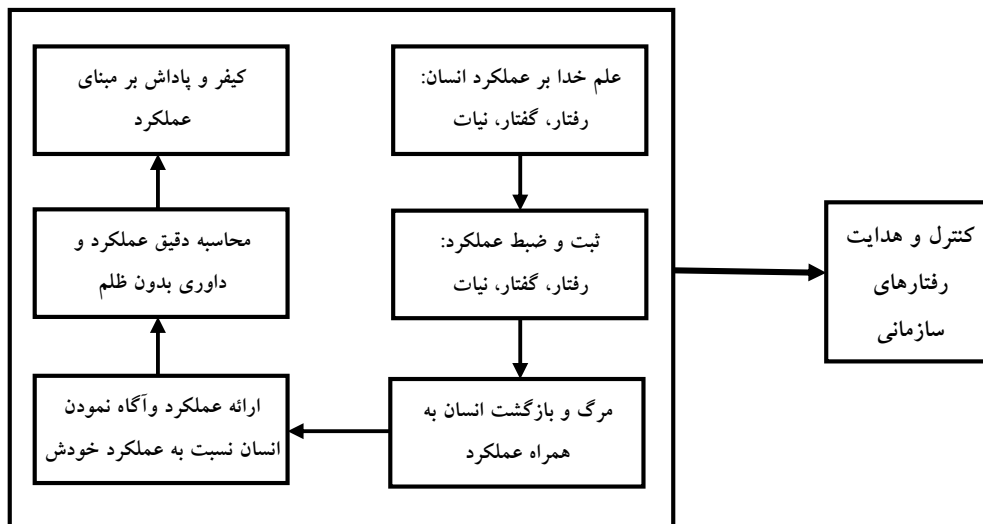 علم خدا بر عملکرد انسان:
رفتار، گفتار، نیات
کیفر و پاداش بر مبنای
عملکرد
ثبت و ضبط عملکرد:
رفتار، گفتار، نیات
محاسبه دقیق عملکرد و
داوری بدون ظلم
مرگ و بازگشت انسان به
همراه عملکرد
ارائه عملکرد وآگاه نمودن
انسان نسبت به عملکرد خودش
کنترل و هدایت
رفتارهای
سازمانی